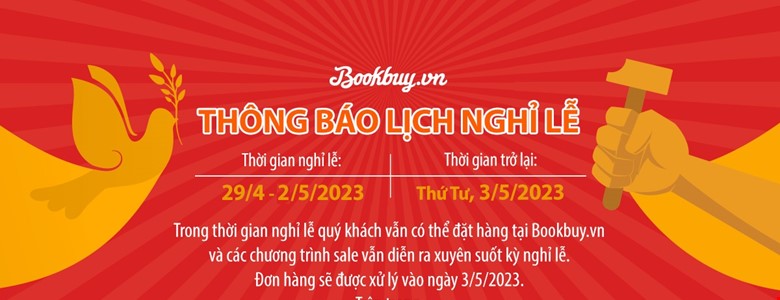 Bookbuy.vn
THÔNG BÁO LỊCH NGHỈ LỄ
Thời gian nghỉ lễ:
29/4 - 2/5/2023
Thời gian trở lại:
Thứ Tư, 3/5/2023
Trong thời gian nghỉ lễ quý khách vẫn có thể đặt hàng tại Bookbuy.vn
và các chương trình sale vẫn diễn ra xuyên suốt kỳ nghỉ lễ.
Đơn hàng sẽ được xử lý vào ngày 3/5/2023.